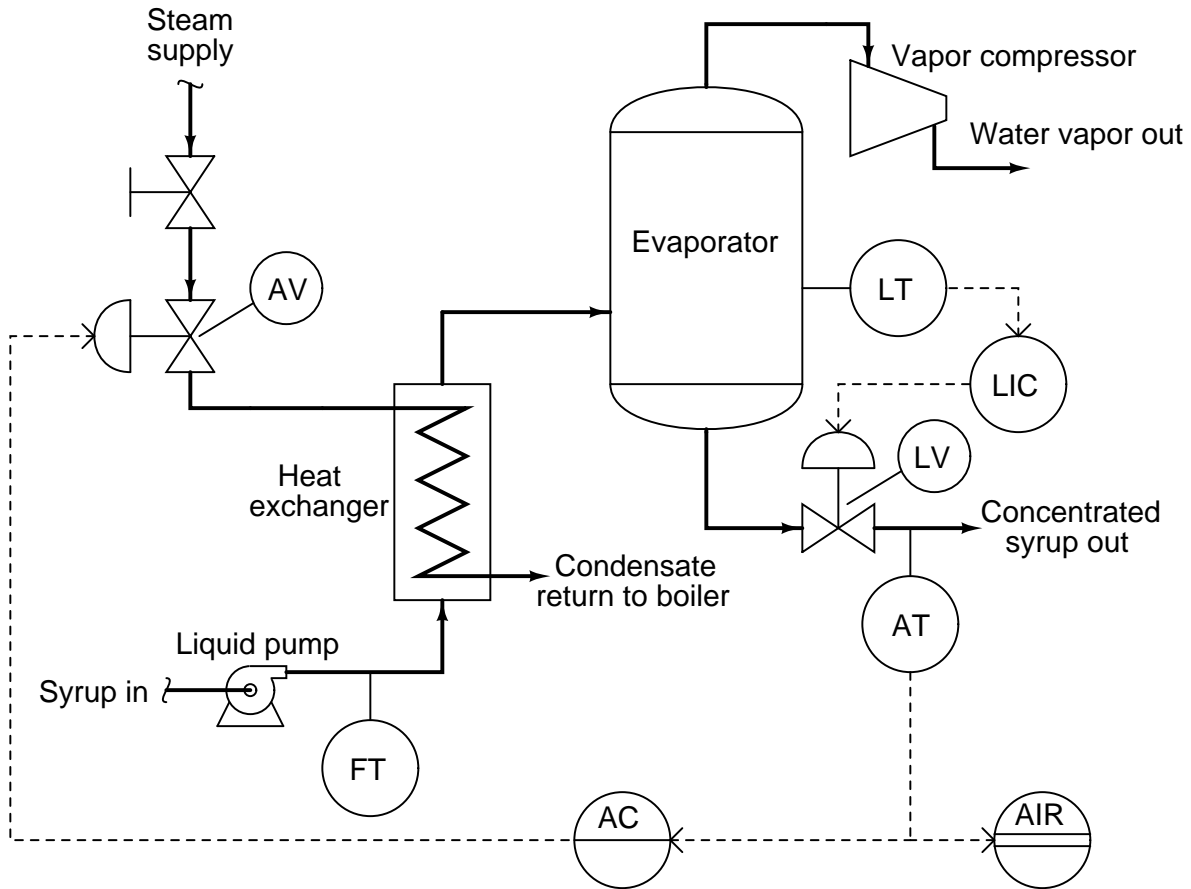 Steam
supply
Vapor compressor
Water vapor out
Evaporator
AV
LT
LIC
LV
Heat
exchanger
Concentrated
syrup out
Condensate
return to boiler
AT
Liquid pump
Syrup in
FT
AC
AIR